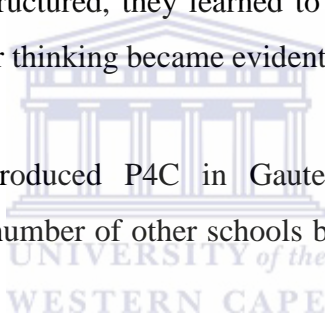 ructured, they learned to
r thinking became evident
roduced P4C in Gaute
number of other schools b
UNIVERSITY of the
WESTERN CAPE